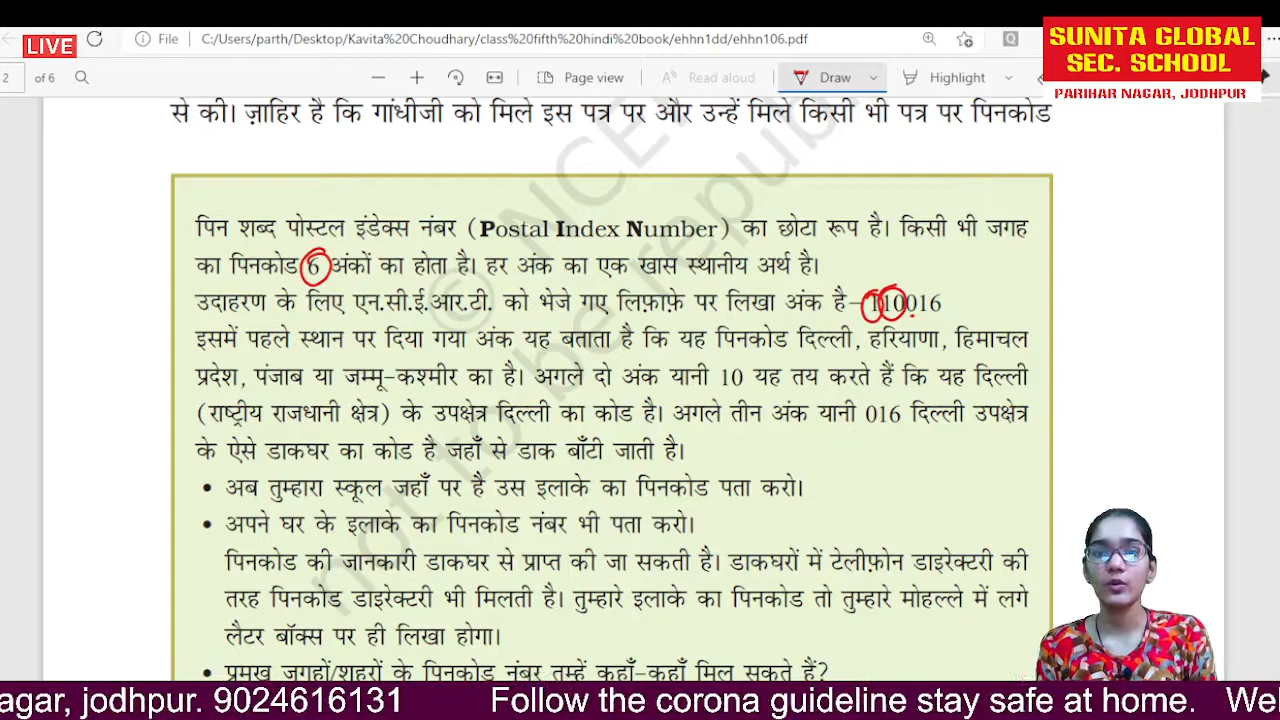 LIVE
File
C:/Users/parth/Desktop/Kavita%20Choudhary/class%20fifth%20hindi%20book/ehhn1dd/ehhn106.pdf
SUNITA GLOBAL
SEC. SCHOOL
PARIHAR NAGAR, JODHPUR
2 of 6
Page view
Read aloud
Draw
Highlight
से की। ज़ाहिर है कि गांधीजी को मिले इस पत्र पर और उन्हें मिले किसी भी पत्र पर पिनकोड
पिन शब्द पोस्टल इंडेक्स नंबर (Postal Index Number) का छोटा रूप है। किसी भी जगह
का पिनकोड 6 अंकों का होता है। हर अंक का एक खास स्थानीय अर्थ है।
उदाहरण के लिए एन.सी.ई.आर.टी. को भेजे गए लिफ़ाफ़े पर लिखा अंक है– 110016
इसमें पहले स्थान पर दिया गया अंक यह बताता है कि यह पिनकोड दिल्ली, हरियाणा, हिमाचल
प्रदेश, पंजाब या जम्मू-कश्मीर का है। अगले दो अंक यानी 10 यह तय करते हैं कि यह दिल्ली
(राष्ट्रीय राजधानी क्षेत्र) के उपक्षेत्र दिल्ली का कोड है। अगले तीन अंक यानी 016 दिल्ली उपक्षेत्र
के ऐसे डाकघर का कोड है जहाँ से डाक बाँटी जाती है।
• अब तुम्हारा स्कूल जहाँ पर है उस इलाके का पिनकोड पता करो।
• अपने घर के इलाके का पिनकोड नंबर भी पता करो।
पिनकोड की जानकारी डाकघर से प्राप्त की जा सकती है। डाकघरों में टेलीफ़ोन डाइरेक्टरी की
तरह पिनकोड डाइरेक्टरी भी मिलती है। तुम्हारे इलाके का पिनकोड तो तुम्हारे मोहल्ले में लगे
लैटर बॉक्स पर ही लिखा होगा।
• प्रमुख जगहों/शहरों के पिनकोड नंबर तुम्हें कहाँ-कहाँ मिल सकते हैं?
© NCE
not to be republ
agar, jodhpur. 9024616131 Follow the corona guideline stay safe at home. We